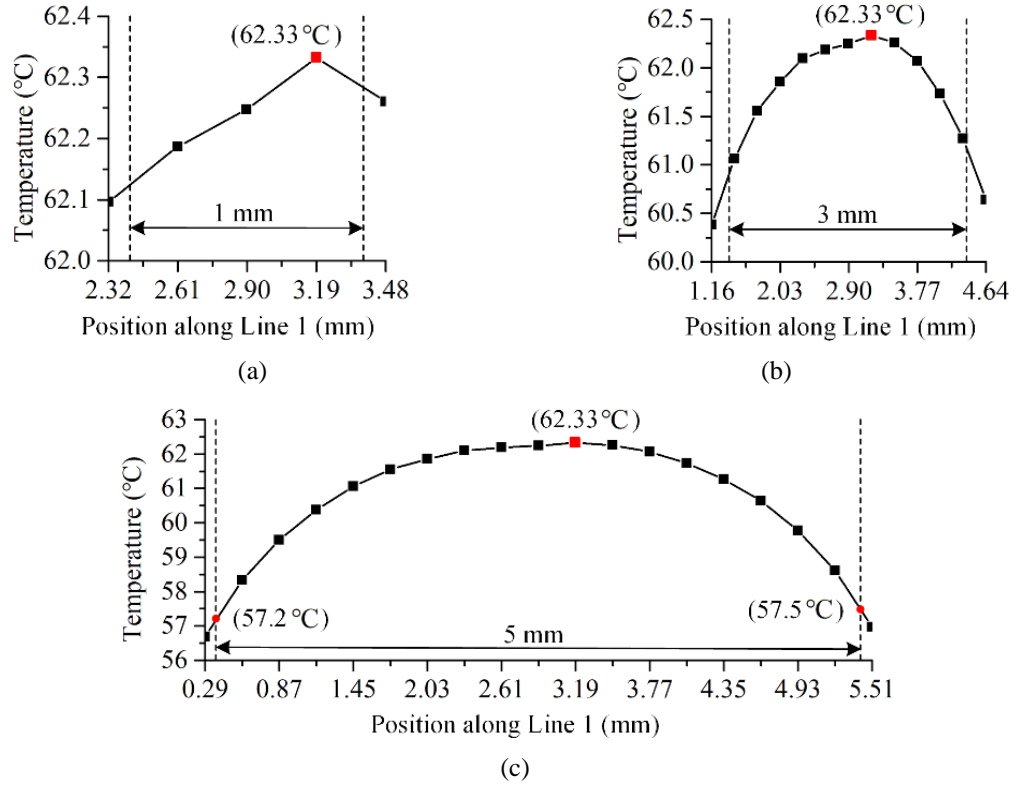 62.4
62.3
62.2
62.1
62.0
Temperature (℃)
(62.33℃)
1 mm
2.32 2.61 2.90 3.19 3.48
Position along Line 1 (mm)
(a)
62.5
62.0
61.5
61.0
60.5
60.0
Temperature (℃)
(62.33℃)
3 mm
1.16 2.03 2.90 3.77 4.64
Position along Line 1 (mm)
(b)
63
62
61
60
59
58
57
56
Temperature (℃)
(62.33℃)
(57.2℃)
(57.5℃)
5 mm
0.29 0.87 1.45 2.03 2.61 3.19 3.77 4.35 4.93 5.51
Position along Line 1 (mm)
(c)